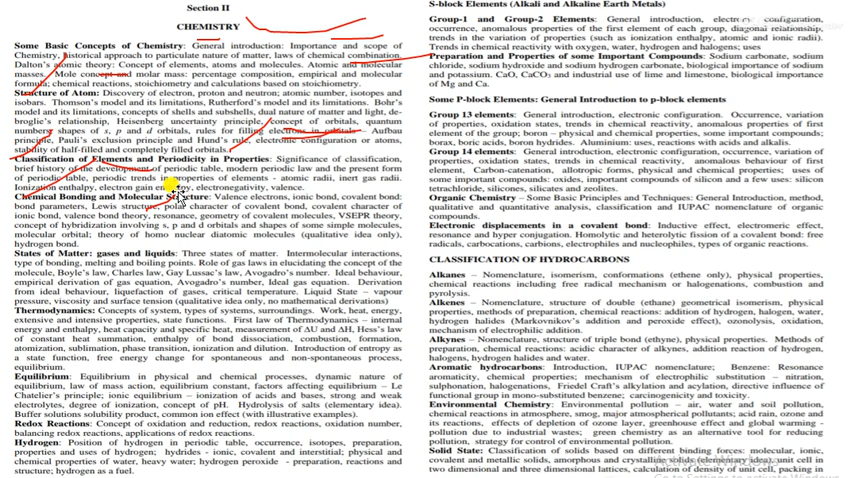 Section II
CHEMISTRY
Some Basic Concepts of Chemistry: General introduction: Importance and scope of
Chemistry, historical approach to particulate nature of matter, laws of chemical combination,
Dalton's atomic theory: Concept of elements, atoms and molecules. Atomic and molecular
masses. Mole concept and molar mass: percentage composition, empirical and molecular
formula; chemical reactions, stoichiometry and calculations based on stoichiometry.
Structure of Atom: Discovery of electron, proton and neutron; atomic number, isotopes and
isobars. Thomson's model and its limitations, Rutherford's model and its limitations. Bohr's
model and its limitations, concept of shells and subshells, dual nature of matter and light, de-
broglie's relationship, Heisenberg uncertainty principle, concept of orbitals, quantum
numbers, shapes of s, p and d orbitals, rules for filling electrons in orbitals – Aufbau
principle, Pauli's exclusion principle and Hund's rule, electronic configuration or atoms,
stability of half-filled and completely filled orbitals.
Classification of Elements and Periodicity in Properties: Significance of classification,
brief history of the development of periodic table, modern periodic law and the present form
of periodic table, periodic trends in properties of elements - atomic radii, inert gas radii.
Ionization enthalpy, electron gain energy, electronegativity, valence.
Chemical Bonding and Molecular Structure: Valence electrons, ionic bond, covalent bond:
bond parameters, Lewis structure, polar character of covalent bond, covalent character
of ionic bond, valence bond theory, resonance, geometry of covalent molecules, VSEPR theory,
concept of hybridization involving s, p and d orbitals and shapes of some simple molecules,
molecular orbital; theory of homo nuclear diatomic molecules (qualitative idea only),
hydrogen bond.
States of Matter: gases and liquids: Three states of matter. Intermolecular interactions,
type of bonding, melting and boiling points. Role of gas laws in elucidating the concept of the
molecule, Boyle's law, Charles law, Gay Lussac's law, Avogadro's number. Ideal behaviour,
empirical derivation of gas equation, Avogadro's number, Ideal gas equation. Derivation
from ideal behaviour, liquefaction of gases, critical temperature. Liquid State – vapour
pressure, viscosity and surface tension (qualitative idea only, no mathematical derivations)
Thermodynamics: Concepts of system, types of systems, surroundings. Work, heat, energy,
extensive and intensive properties, state functions. First law of Thermodynamics – internal
energy and enthalpy, heat capacity and specific heat, measurement of ΔU and ΔH, Hess's law
of constant heat summation, enthalpy of bond dissociation, combustion, formation,
atomization, sublimation, phase transition, ionization and dilution. Introduction of entropy as
a state function, free energy change for spontaneous and non-spontaneous process,
equilibrium.
Equilibrium: Equilibrium in physical and chemical processes, dynamic nature of
equilibrium, law of mass action, equilibrium constant, factors affecting equilibrium – Le
Chatelier's principle; ionic equilibrium – ionization of acids and bases, strong and weak
electrolytes, degree of ionization, concept of pH. Hydrolysis of salts (elementary idea).
Buffer solutions solubility product, common ion effect (with illustrative examples).
Redox Reactions: Concept of oxidation and reduction, redox reactions, oxidation number,
balancing redox reactions, applications of redox reactions.
Hydrogen: Position of hydrogen in periodic table, occurrence, isotopes, preparation,
properties and uses of hydrogen; hydrides - ionic, covalent and interstitial; physical and
chemical properties of water, heavy water; hydrogen peroxide - preparation, reactions and
structure; hydrogen as a fuel.
S-block Elements (Alkali and Alkaline Earth Metals)
Group-1 and Group-2 Elements: General introduction, electronic configuration,
occurrence, anomalous properties of the first element of each group, diagonal relationship,
trends in the variation of properties (such as ionization enthalpy, atomic and ionic radii).
Trends in chemical reactivity with oxygen, water, hydrogen and halogens; uses
Preparation and Properties of some Important Compounds: Sodium carbonate, sodium
chloride, sodium hydroxide and sodium hydrogen carbonate, biological importance of sodium
and potassium. CaO, CaCO3 and industrial use of lime and limestone, biological importance
of Mg and Ca.
Some P-block Elements: General Introduction to p-block elements
Group 13 elements: General introduction, electronic configuration. Occurrence, variation of
properties, oxidation states, trends in chemical reactivity, anomalous properties of first
element of the group; boron – physical and chemical properties, some important compounds;
borax, boric acids, boron hydrides. Aluminium: uses, reactions with acids and alkalis.
Group 14 elements: General introduction, electronic configuration, occurrence, variation of
properties, oxidation states, trends in chemical reactivity, anomalous behaviour of first
element, Carbon-catenation, allotropic forms, physical and chemical properties; uses of
carbon: oxides, important compounds of silicon and a few uses: silicon
tetrachloride, silicones, silicates and zeolites.
Organic Chemistry – Some Basic Principles and Techniques: General Introduction, method,
qualitative and quantitative analysis, classification and IUPAC nomenclature of organic
compounds.
Electronic displacements in a covalent bond: Inductive effect, electromeric effect,
resonance and hyper conjugation. Homolytic and heterolytic fission of a covalent bond: free
radicals, carbocations, carbions, electrophiles and nucleophiles, types of organic reactions.
CLASSIFICATION OF HYDROCARBONS
Alkanes – Nomenclature, isomerism, conformations (ethene only), physical properties,
chemical reactions including free radical mechanism or halogenations, combustion and
pyrolysis.
Alkenes – Nomenclature, structure of double (ethane) geometrical isomerism, physical
properties, methods of preparation, chemical reactions: addition of hydrogen, halogen, water,
hydrogen halides (Markovnikov's addition and peroxide effect), ozonolysis, oxidation,
mechanism of electrophilic addition.
Alkynes – Nomenclature, structure of triple bond (ethyne), physical properties. Methods of
preparation, chemical reactions: acidic character of alkynes, addition reaction of hydrogen,
halogens, hydrogen halides and water.
Aromatic hydrocarbons: Introduction, IUPAC nomenclature; Benzene: Resonance
aromaticity, chemical properties; mechanism of electrophilic substitution – nitration,
sulphonation, halogenations, Friedel Craft's alkylation and acylation, directive influence of
functional group in mono-substituted benzene; carcinogenicity and toxicity.
Environmental Chemistry: Environmental pollution – air, water and soil pollution,
chemical reactions in atmosphere, smog, major atmospheric pollutants; acid rain, ozone and
its reactions, effects of depletion of ozone layer, greenhouse effect and global warming -
pollution due to industrial wastes; green chemistry as an alternative tool for reducing
pollution, strategy for control of environmental pollution.
Solid State: Classification of solids based on different binding forces: molecular, ionic,
covalent and metallic solids, amorphous and crystalline solids (elementary idea), unit cell in
two dimensional and three dimensional lattices, calculation of density of unit cell, packing in
Activate Windows
Go to Settings to activate Windows